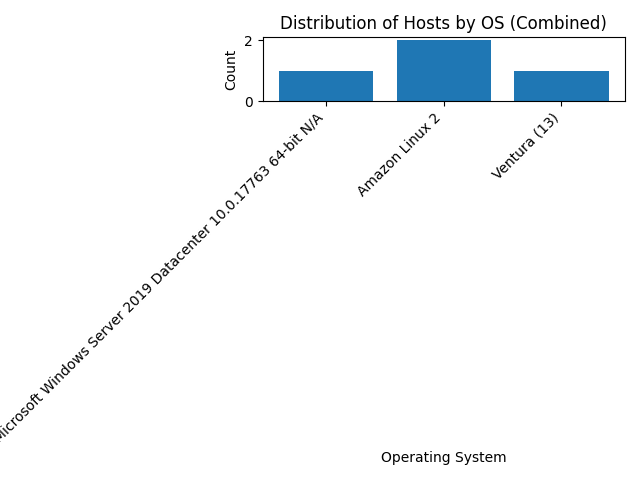 Distribution of Hosts by OS (Combined)
Count
2
0
Microsoft Windows Server 2019 Datacenter 10.0.17763 64-bit N/A
Amazon Linux 2
Ventura (13)
Operating System